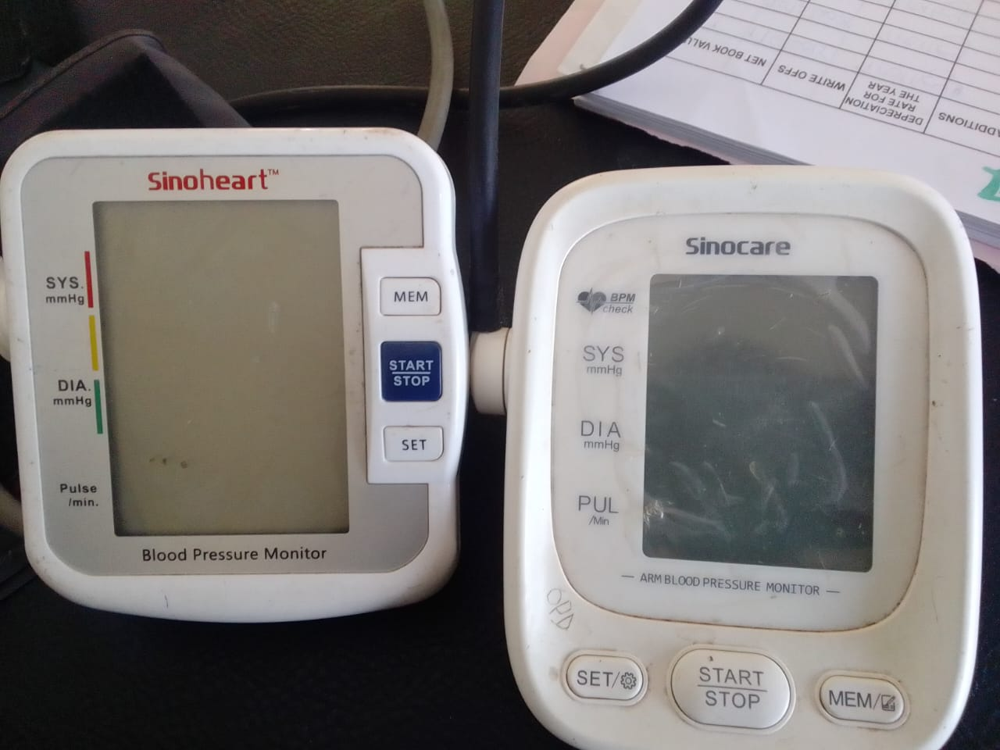 Sinoheart™
SYS.
mmHg
DIA.
mmHg
Pulse
/min.
MEM
START
STOP
SET
Blood Pressure Monitor
Sinocare
BPM
check
SYS
mmHg
DIA
mmHg
PUL
/Min
— ARM BLOOD PRESSURE MONITOR —
OPD
SET/
START
STOP
MEM/
NET BOOK VALU
WRITE OFFS
DEPRECIATION
RATE FOR
THE YEAR
ADDITIONS